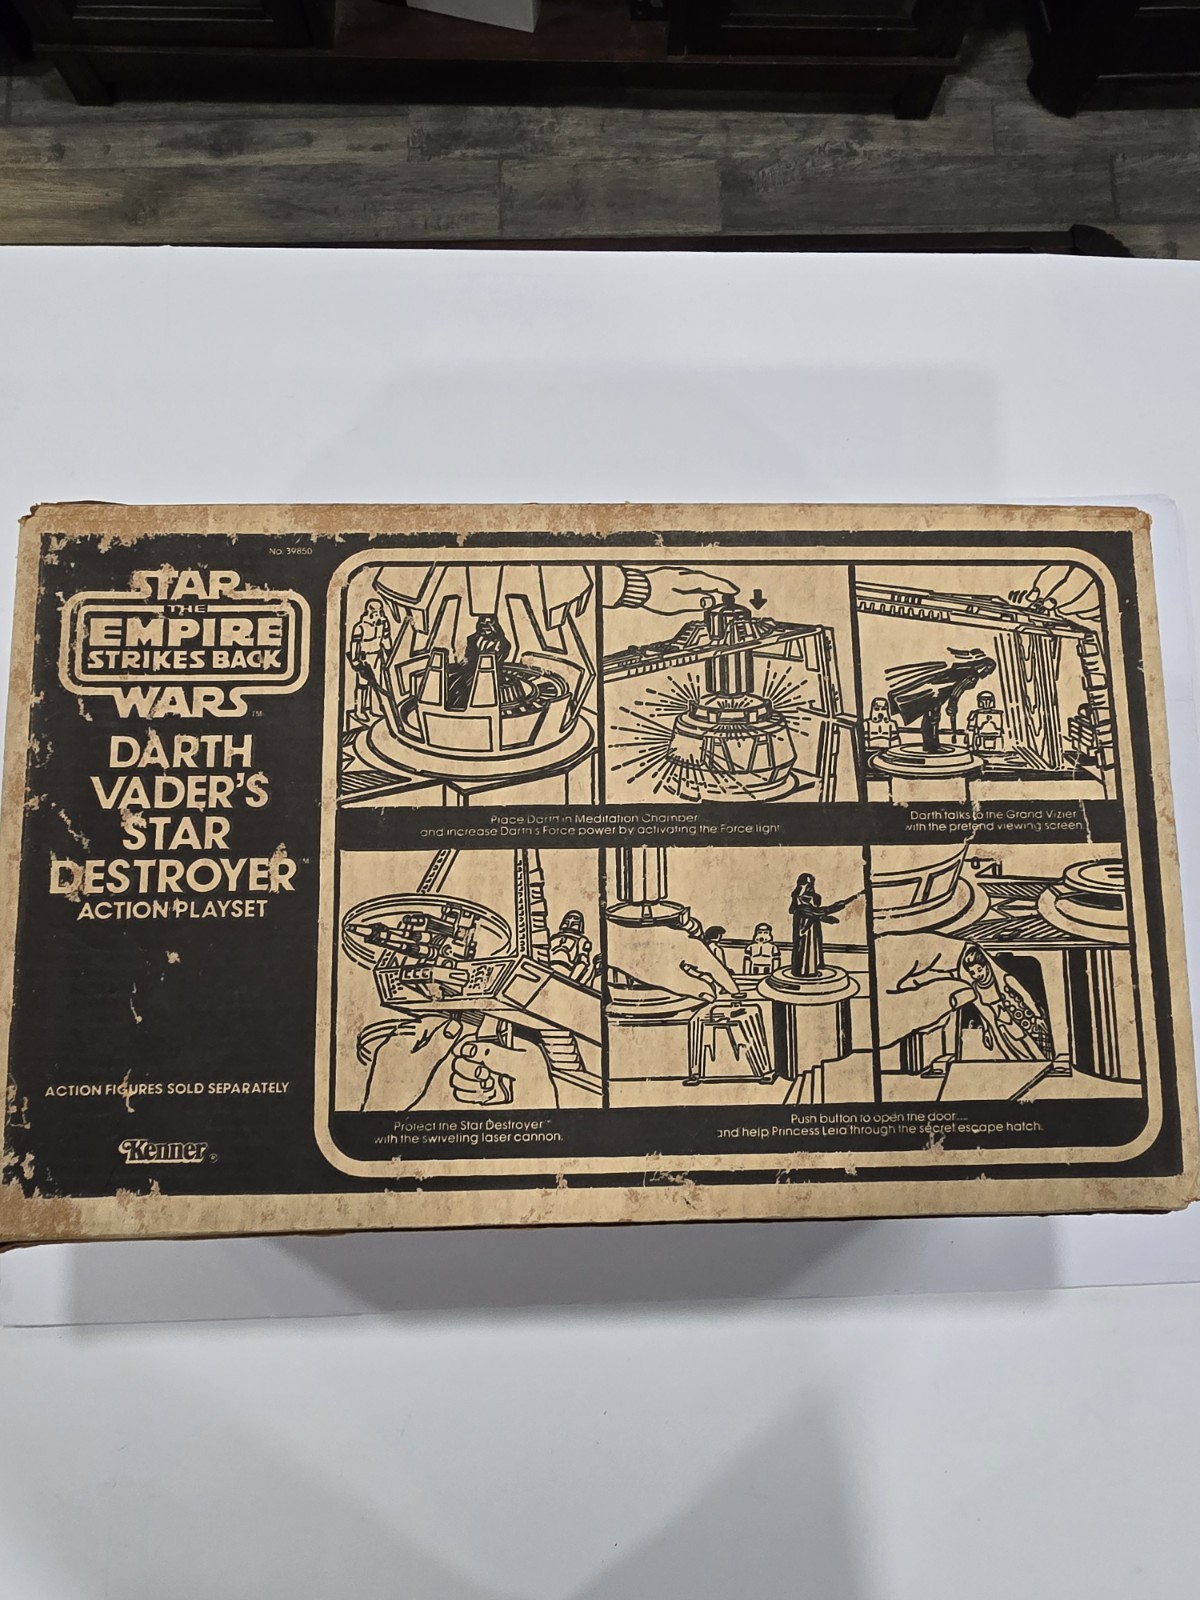 No. 39850
STAR
THE
EMPIRE
STRIKES BACK
WARS TM
DARTH
VADER'S
STAR
DESTROYER TM
ACTION PLAYSET
ACTION FIGURES SOLD SEPARATELY
Kenner ®
Place Darth in Meditation Chamber....
and increase Darth's Force power by activating the Force light.
Darth talks to the Grand Vizier
with the pretend viewing screen.
Protect the Star Destroyer™
with the swiveling laser cannon.
Push button to open the door.....
and help Princess Leia through the secret escape hatch.